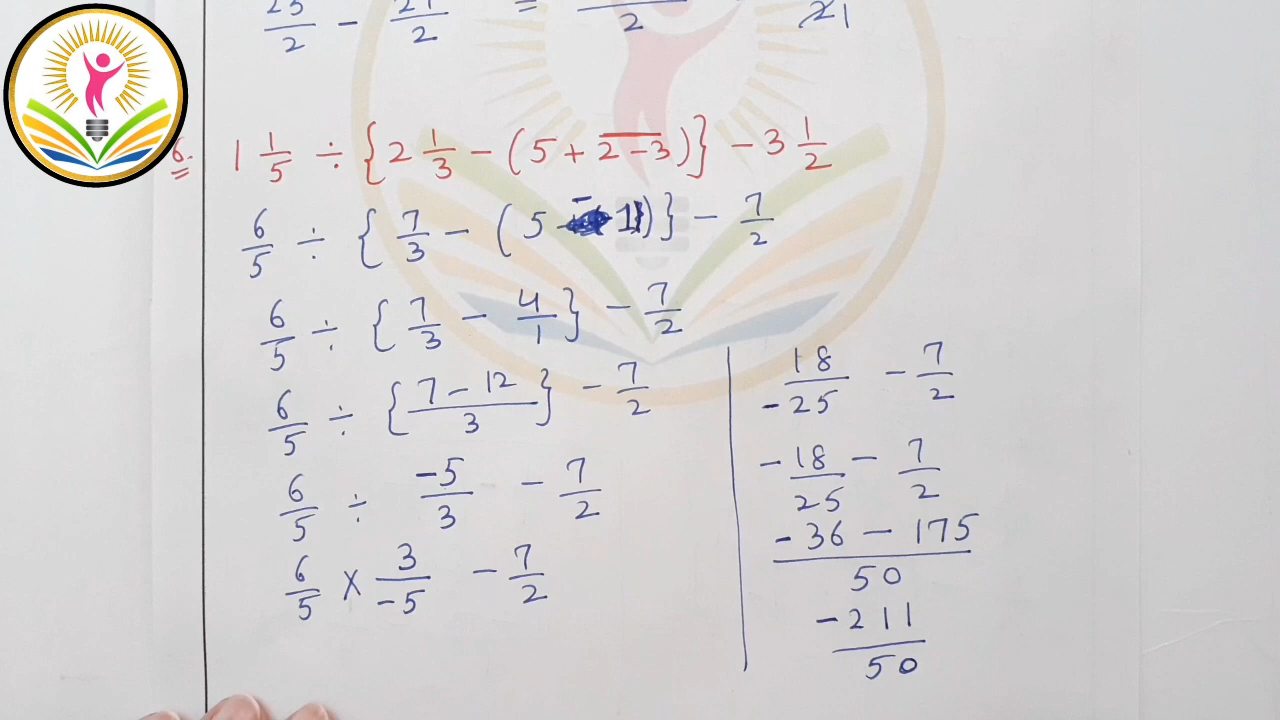 25/2 - 21/2 = /2 21
6. 1 1/5 ÷ {2 1/3 - (5 + 2 - 3)} - 3 1/2
6/5 ÷ {7/3 - (5 - 1)} - 7/2
6/5 ÷ {7/3 - 4/1} - 7/2
6/5 ÷ {7 - 12/3} - 7/2
6/5 ÷ -5/3 - 7/2
6/5 × 3/-5 - 7/2
18/-25 - 7/2
-18/25 - 7/2
-36 - 175/50
-211/50